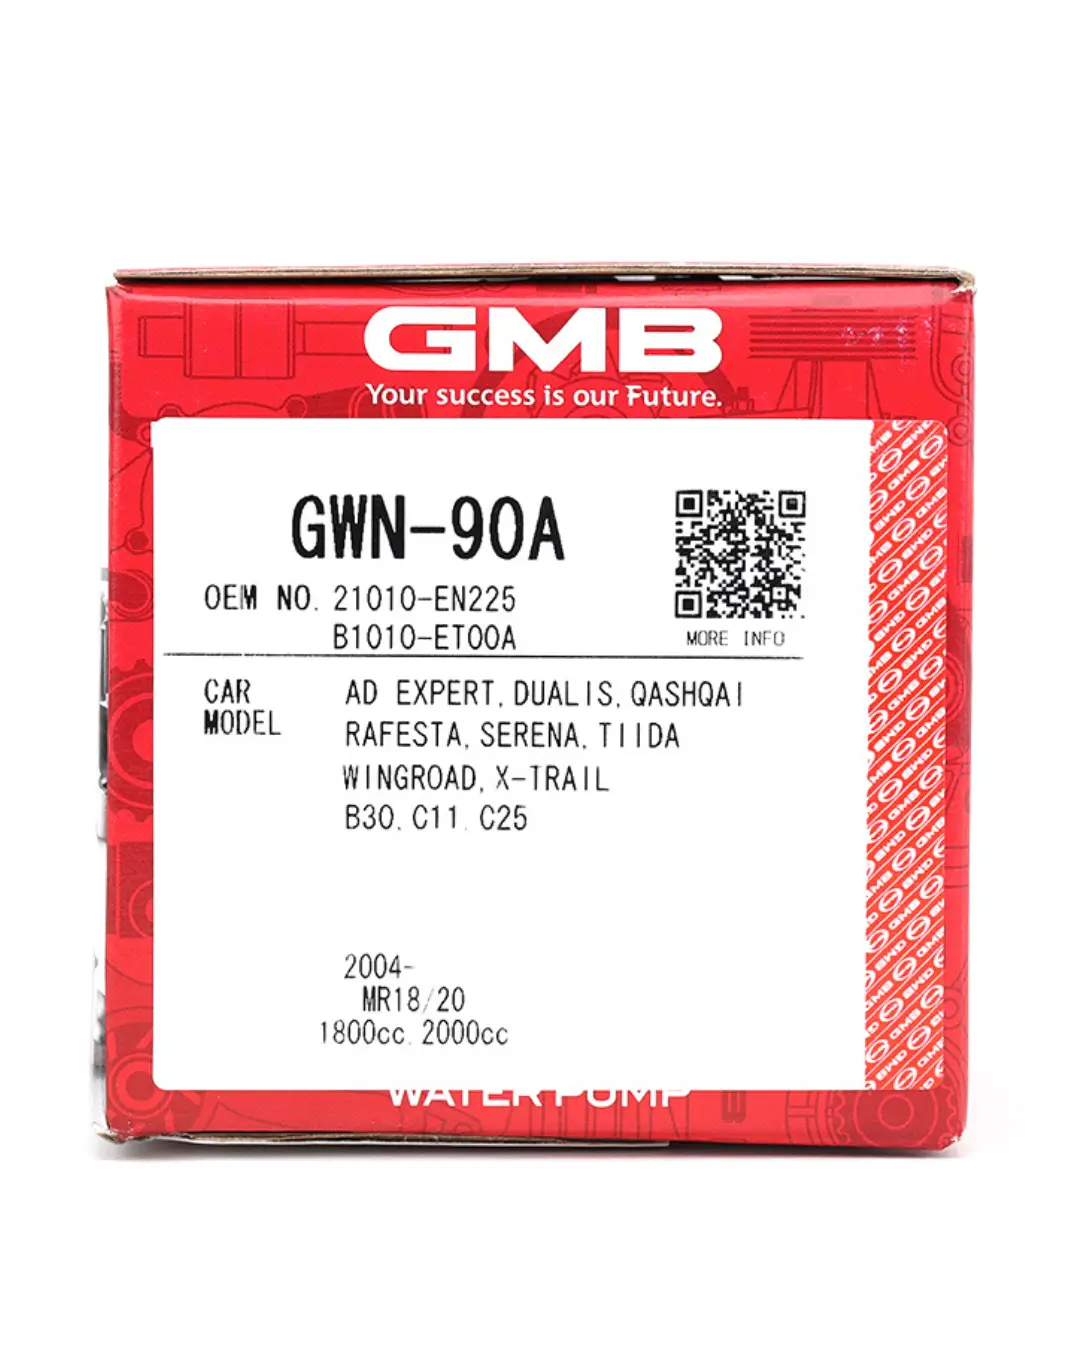 GMB
Your success is our Future.
GWN-90A
OEM NO. 21010-EN225
B1010-ET00A
MORE INFO
CAR MODEL
AD EXPERT, DUALIS, QASHQAI
RAFESTA, SERENA, TIIDA
WINGROAD, X-TRAIL
B30, C11, C25
2004-
MR18/20
1800cc, 2000cc
WATER PUMP